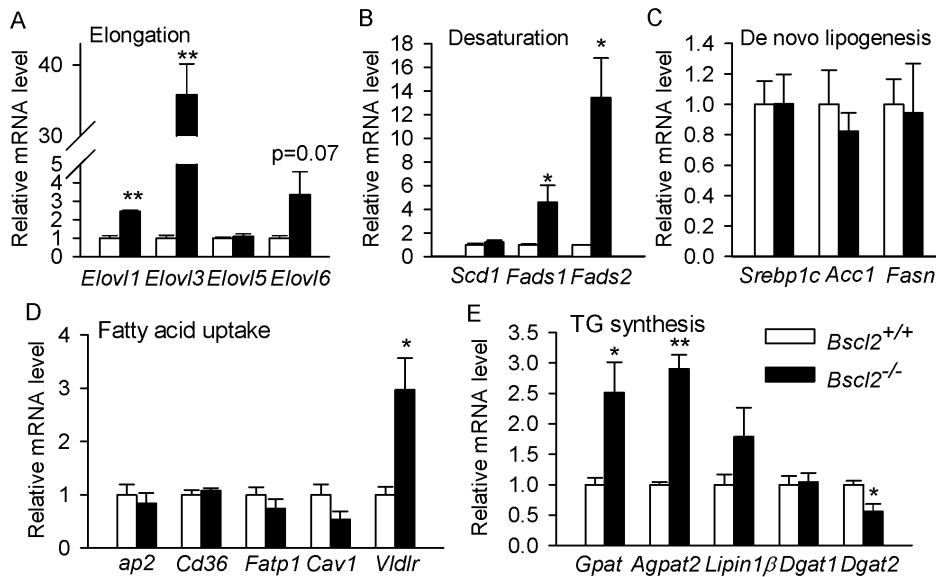 A Elongation
Relative mRNA level
40
30
5
4
3
2
1
0
**
**
p=0.07
Elovl1 Elovl3 Elovl5 Elovl6
B Desaturation
Relative mRNA level
18
16
14
12
10
8
6
4
2
0
*
*
Scd1 Fads1 Fads2
C De novo lipogenesis
Relative mRNA level
1.4
1.2
1.0
0.8
0.6
0.4
0.2
0.0
Srebp1c Acc1 Fasn
D Fatty acid uptake
Relative mRNA level
4
3
2
1
0
*
ap2 Cd36 Fatp1 Cav1 Vldlr
E TG synthesis
Relative mRNA level
3.5
3.0
2.5
2.0
1.5
1.0
0.5
0.0
*
**
*
Gpat Agpat2 Lipin1β Dgat1 Dgat2
Bscl2+/+
Bscl2-/-